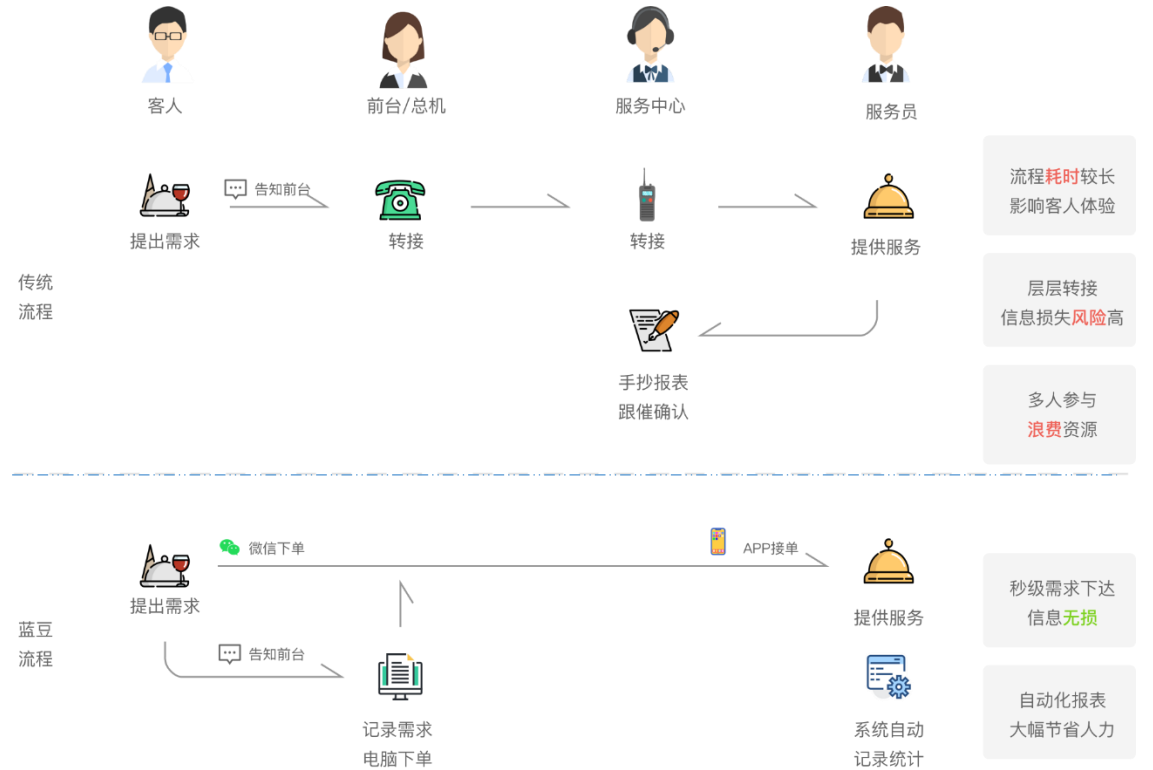 客人
前台/总机
服务中心
服务员
告知前台
提出需求
转接
转接
提供服务
传统
流程
手抄报表
跟催确认
流程耗时较长
影响客人体验
层层转接
信息损失风险高
多人参与
浪费资源
微信下单
APP接单
提出需求
提供服务
蓝豆
流程
告知前台
记录需求
电脑下单
系统自动
记录统计
秒级需求下达
信息无损
自动化报表
大幅节省人力